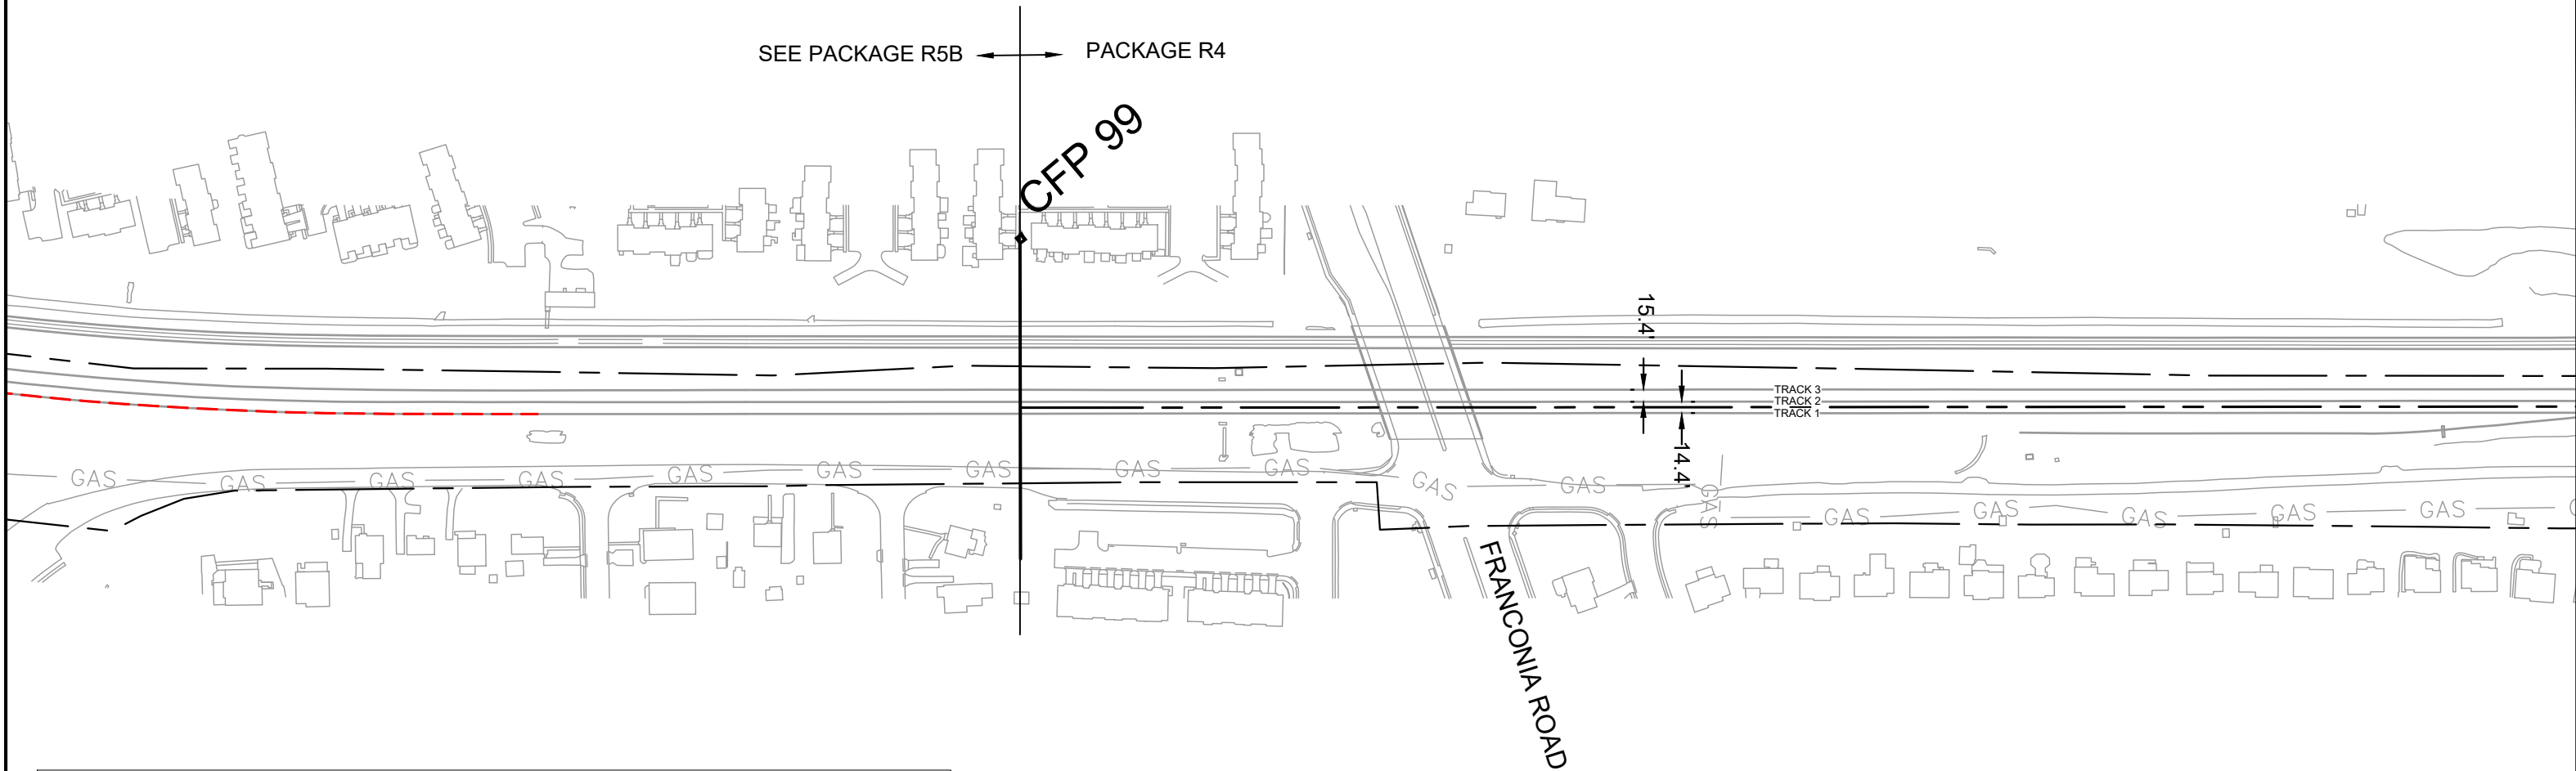 SEE PACKAGE R5B
PACKAGE R4
CFP 99
15.4'
TRACK 3
TRACK 2
TRACK 1
14.4'
GAS GAS GAS GAS GAS GAS GAS GAS GAS GAS GAS GAS
GAS GAS GAS GAS GAS
FRANCONIA ROAD